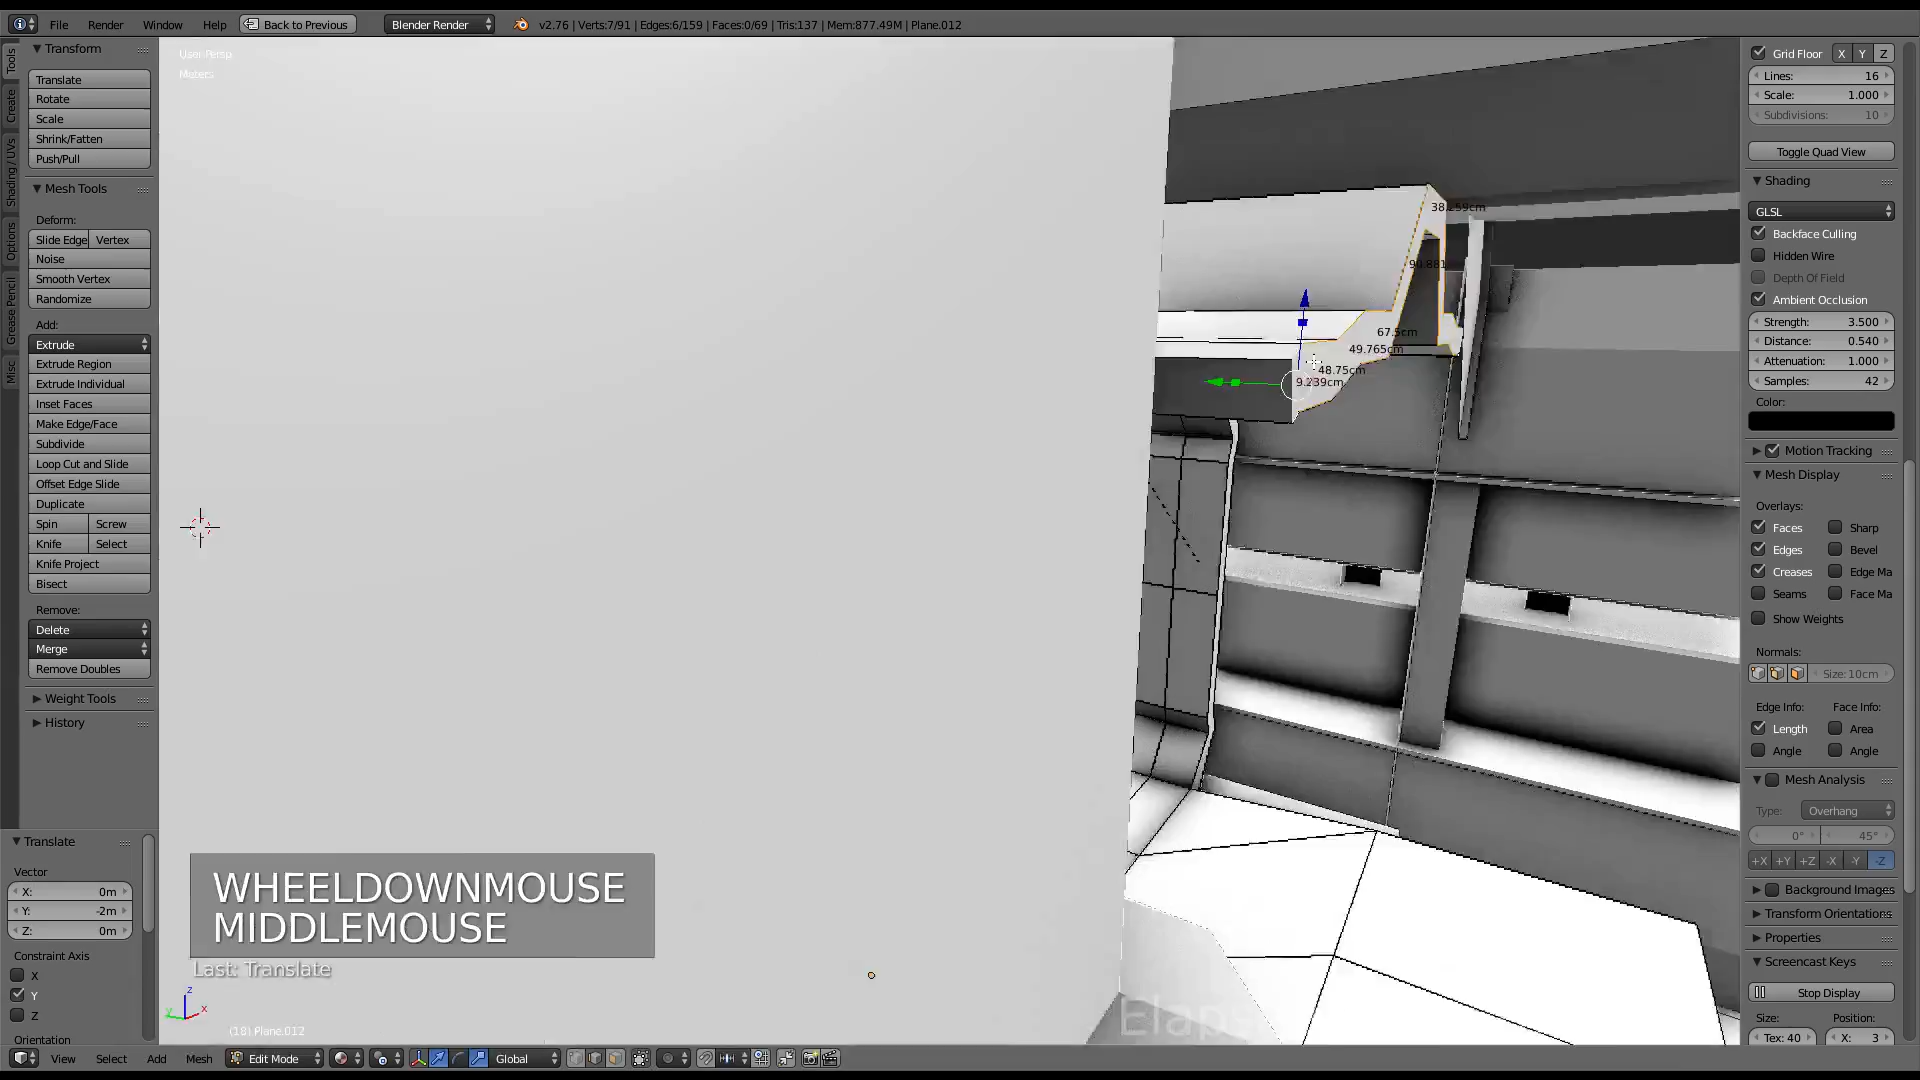 File Render Window Help Back to Previous Blender Render v2.76 | Verts:7/91 | Edges:6/159 | Faces:0/69 | Tris:137 | Mem:877.49M | Plane.012
Tools
Create
Shading / UVs
Options
Grease Pencil
Misc
Transform
Translate
Rotate
Scale
Shrink/Fatten
Push/Pull
Mesh Tools
Deform:
Slide Edge Vertex
Noise
Smooth Vertex
Randomize
Add:
Extrude
Extrude Region
Extrude Individual
Inset Faces
Make Edge/Face
Subdivide
Loop Cut and Slide
Offset Edge Slide
Duplicate
Spin Screw
Knife Select
Knife Project
Bisect
Remove:
Delete
Merge
Remove Doubles
Weight Tools
History
Translate
Vector
X: 0m
Y: -2m
Z: 0m
Constraint Axis
X
Y
Z
Orientation
User Persp
Meters
38.259cm
67.5cm
49.765cm
48.75cm
9.239cm
WHEELDOWNMOUSE
MIDDLEMOUSE
Last: Translate
z
y x
(18) Plane.012
Grid Floor X Y Z
Lines: 16
Scale: 1.000
Subdivisions: 10
Toggle Quad View
Shading
GLSL
Backface Culling
Hidden Wire
Depth Of Field
Ambient Occlusion
Strength: 3.500
Distance: 0.540
Attenuation: 1.000
Samples: 42
Color:
Motion Tracking
Mesh Display
Overlays:
Faces Sharp
Edges Bevel
Creases Edge Ma
Seams Face Ma
Show Weights
Normals:
Size: 10cm
Edge Info: Face Info:
Length Area
Angle Angle
Mesh Analysis
Type: Overhang
0° 45°
+X +Y +Z -X -Y -Z
Background Images
Transform Orientations
Properties
Screencast Keys
Stop Display
Size: Position:
Tex: 40 X: 3
View Select Add Mesh Edit Mode Global